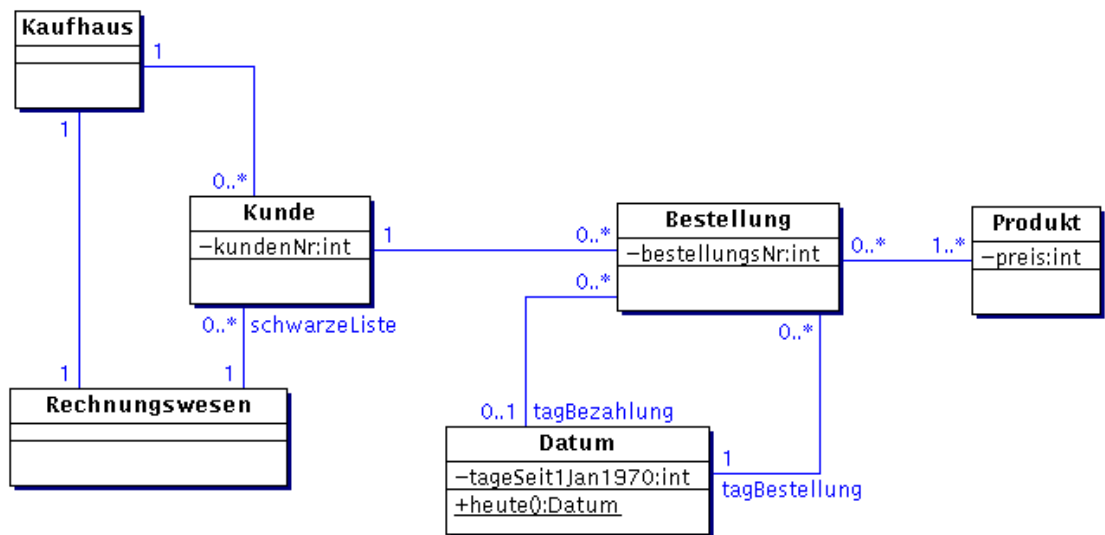 Kaufhaus
1
1
0..*
Kunde
–kundenNr:int
1
0..*
Bestellung
–bestellungsNr:int
0..*
1..*
Produkt
–preis:int
0..*
0..*
schwarzeListe
0..*
1
1
Rechnungswesen
0..1
tagBezahlung
Datum
–tageSeit1Jan1970:int
+heute():Datum
1
tagBestellung